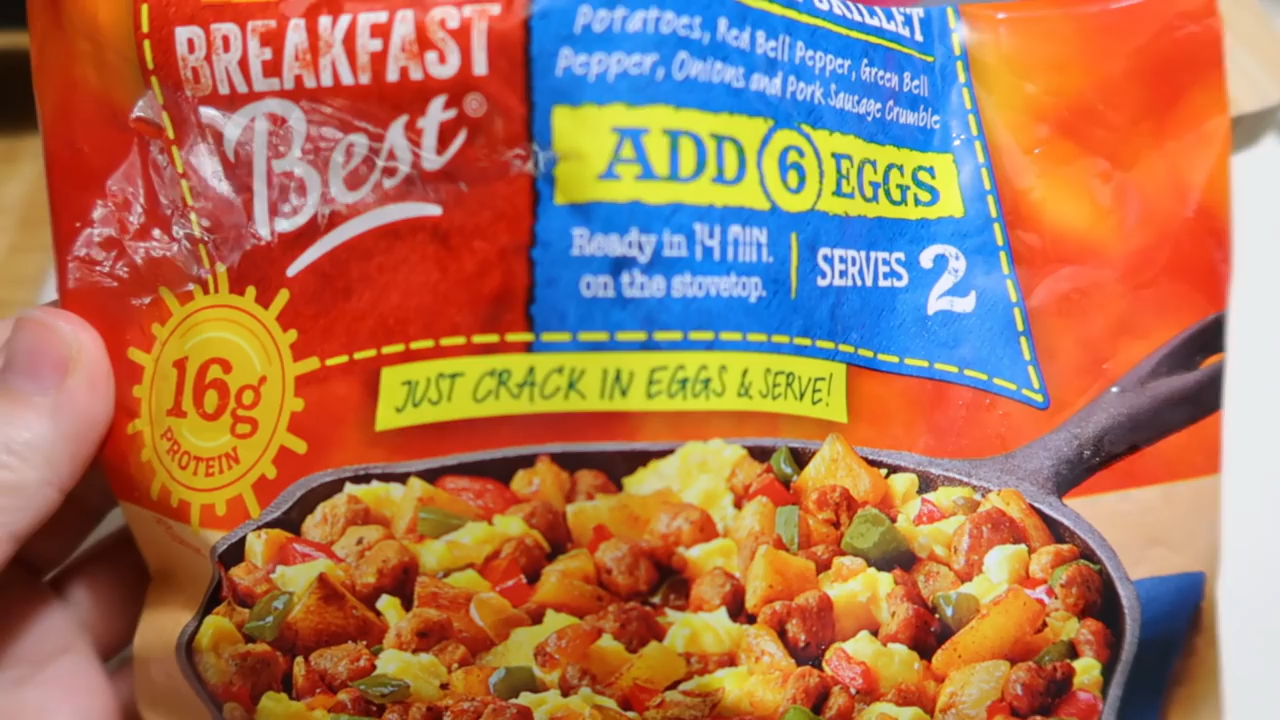 BREAKFAST
Best®
SKILLET
Potatoes, Red Bell Pepper, Green Bell
Pepper, Onions and Pork Sausage Crumble
ADD 6 EGGS
Ready in 14 MIN.
on the stovetop.
SERVES 2
16g
PROTEIN
JUST CRACK IN EGGS & SERVE!